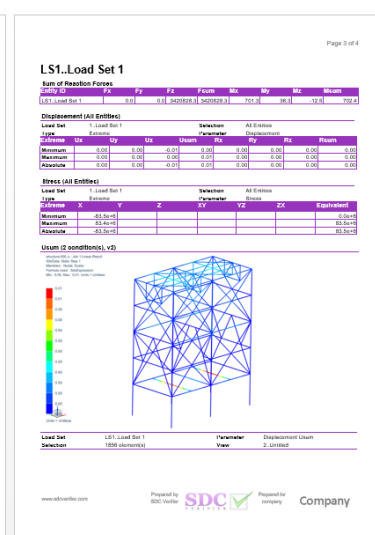 Page 3 of 4
LS1..Load Set 1
Sum of Reaction Forces
Entity ID Fx Fy Fz Fsum Mx My Mz Msum
LS1..Load Set 1 0.0 0.0 3420828.3 3420828.3 701.3 36.3 -12.5 702.4
Displacement (All Entities)
Load Set 1..Load Set 1 Selection All Entities
Type Extreme Parameter Displacement
Extreme Ux Uy Uz Usum Rx Ry Rz Rsum
Minimum 0.00 0.00 -0.01 0.00 0.00 0.00 0.00 0.00
Maximum 0.00 0.00 0.00 0.01 0.00 0.00 0.00 0.00
Absolute 0.00 0.00 -0.01 0.01 0.00 0.00 0.00 0.00
Stress (All Entities)
Load Set 1..Load Set 1 Selection All Entities
Type Extreme Parameter Stress
Extreme X Y Z XY YZ ZX Equivalent
Minimum -83.5e+6 0.0e+6
Maximum 83.4e+6 83.5e+6
Absolute -83.5e+6 83.5e+6
Usum (2 condition(s), v2)
Load Set LS1..Load Set 1 Parameter Displacement Usum
Selection 1856 element(s) View 2..Untitled
www.sdcverifier.com
Prepared by
SDC Verifier
SDC
VERIFIER
Prepared for
company
Company